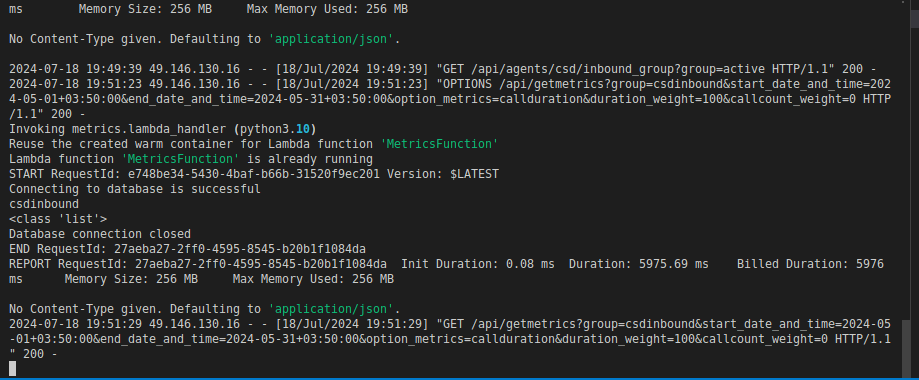 ms        Memory Size: 256 MB     Max Memory Used: 256 MB
No Content-Type given. Defaulting to 'application/json'.
2024-07-18 19:49:39 49.146.130.16 - - [18/Jul/2024 19:49:39] "GET /api/agents/csd/inbound_group?group=active HTTP/1.1" 200 -
2024-07-18 19:51:23 49.146.130.16 - - [18/Jul/2024 19:51:23] "OPTIONS /api/getmetrics?group=csdinbound&start_date_and_time=202
4-05-01+03:50:00&end_date_and_time=2024-05-31+03:50:00&option_metrics=callduration&duration_weight=100&callcount_weight=0 HTTP
/1.1" 200 -
Invoking metrics.lambda_handler (python3.10)
Reuse the created warm container for Lambda function 'MetricsFunction'
Lambda function 'MetricsFunction' is already running
START RequestId: e748be34-5430-4baf-b66b-31520f9ec201 Version: $LATEST
Connecting to database is successful
csdinbound
<class 'list'>
Database connection closed
END RequestId: 27aeba27-2ff0-4595-8545-b20b1f1084da
REPORT RequestId: 27aeba27-2ff0-4595-8545-b20b1f1084da  Init Duration: 0.08 ms  Duration: 5975.69 ms    Billed Duration: 5976
ms      Memory Size: 256 MB     Max Memory Used: 256 MB
No Content-Type given. Defaulting to 'application/json'.
2024-07-18 19:51:29 49.146.130.16 - - [18/Jul/2024 19:51:29] "GET /api/getmetrics?group=csdinbound&start_date_and_time=2024-05
-01+03:50:00&end_date_and_time=2024-05-31+03:50:00&option_metrics=callduration&duration_weight=100&callcount_weight=0 HTTP/1.1
" 200 -